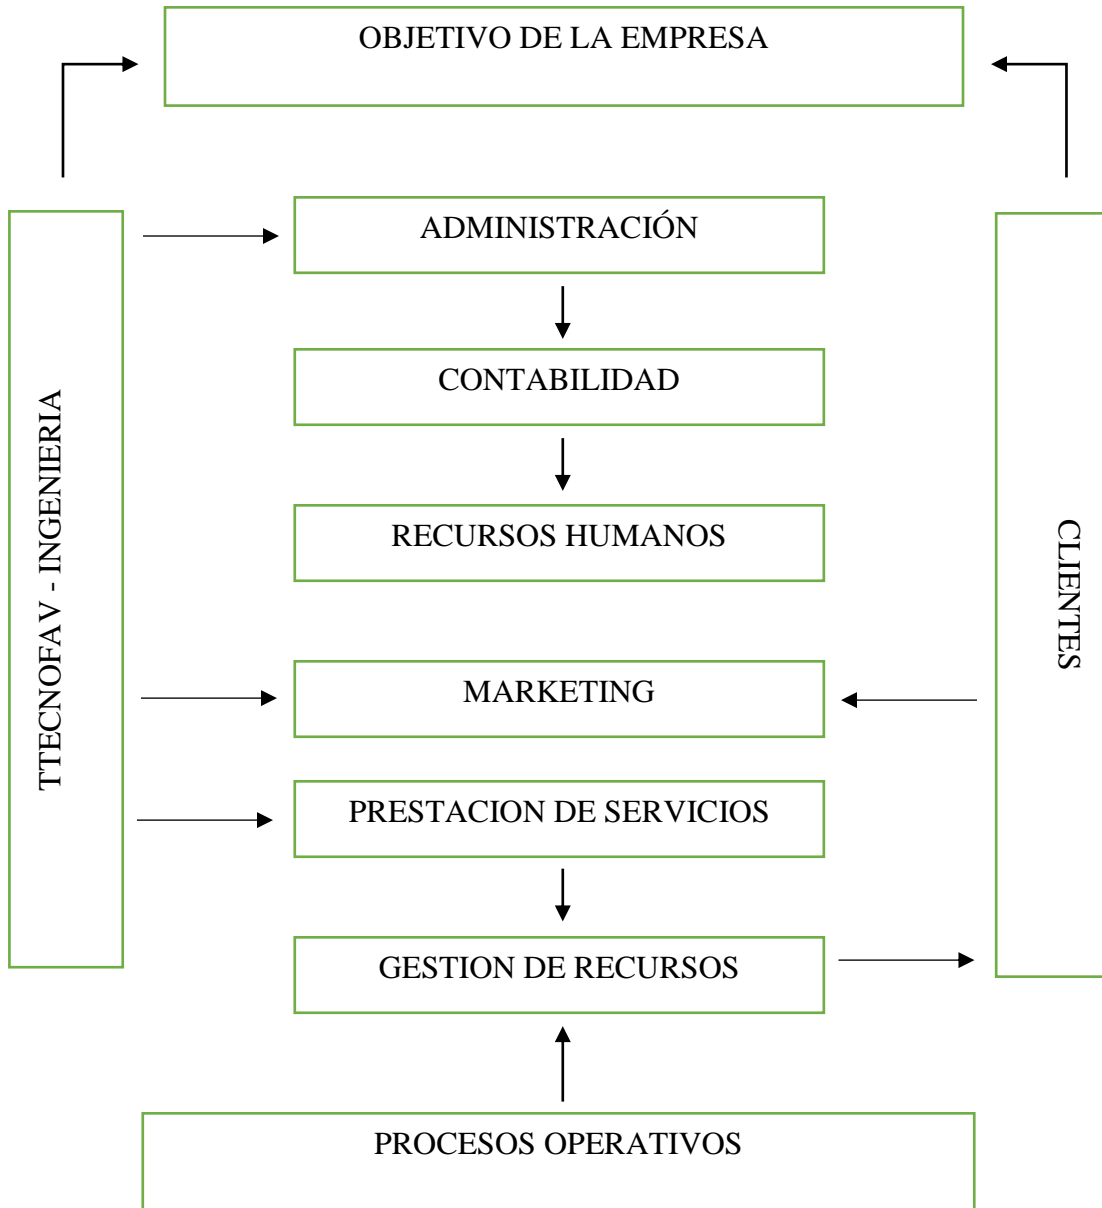 OBJETIVO DE LA EMPRESA
ADMINISTRACIÓN
CONTABILIDAD
RECURSOS HUMANOS
MARKETING
PRESTACION DE SERVICIOS
GESTION DE RECURSOS
PROCESOS OPERATIVOS
TTECNOFAV - INGENIERIA
CLIENTES